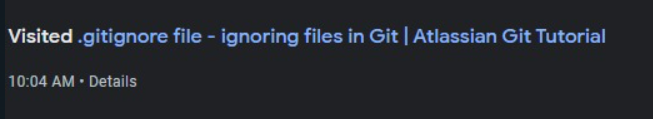 Visited .gitignore file - ignoring files in Git | Atlassian Git Tutorial
10:04 AM • Details